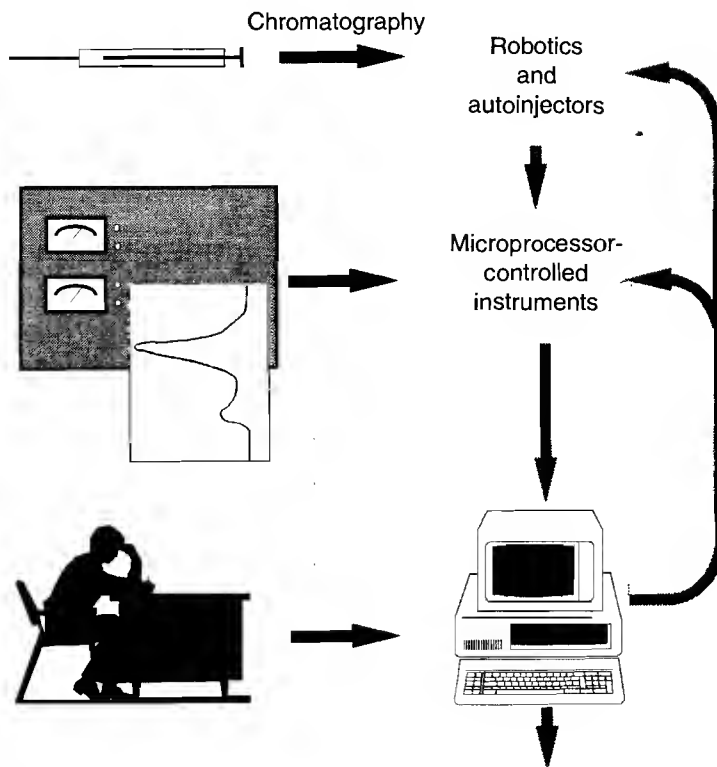 Chromatography
Robotics
and
autoinjectors
Microprocessor-
controlled
instruments